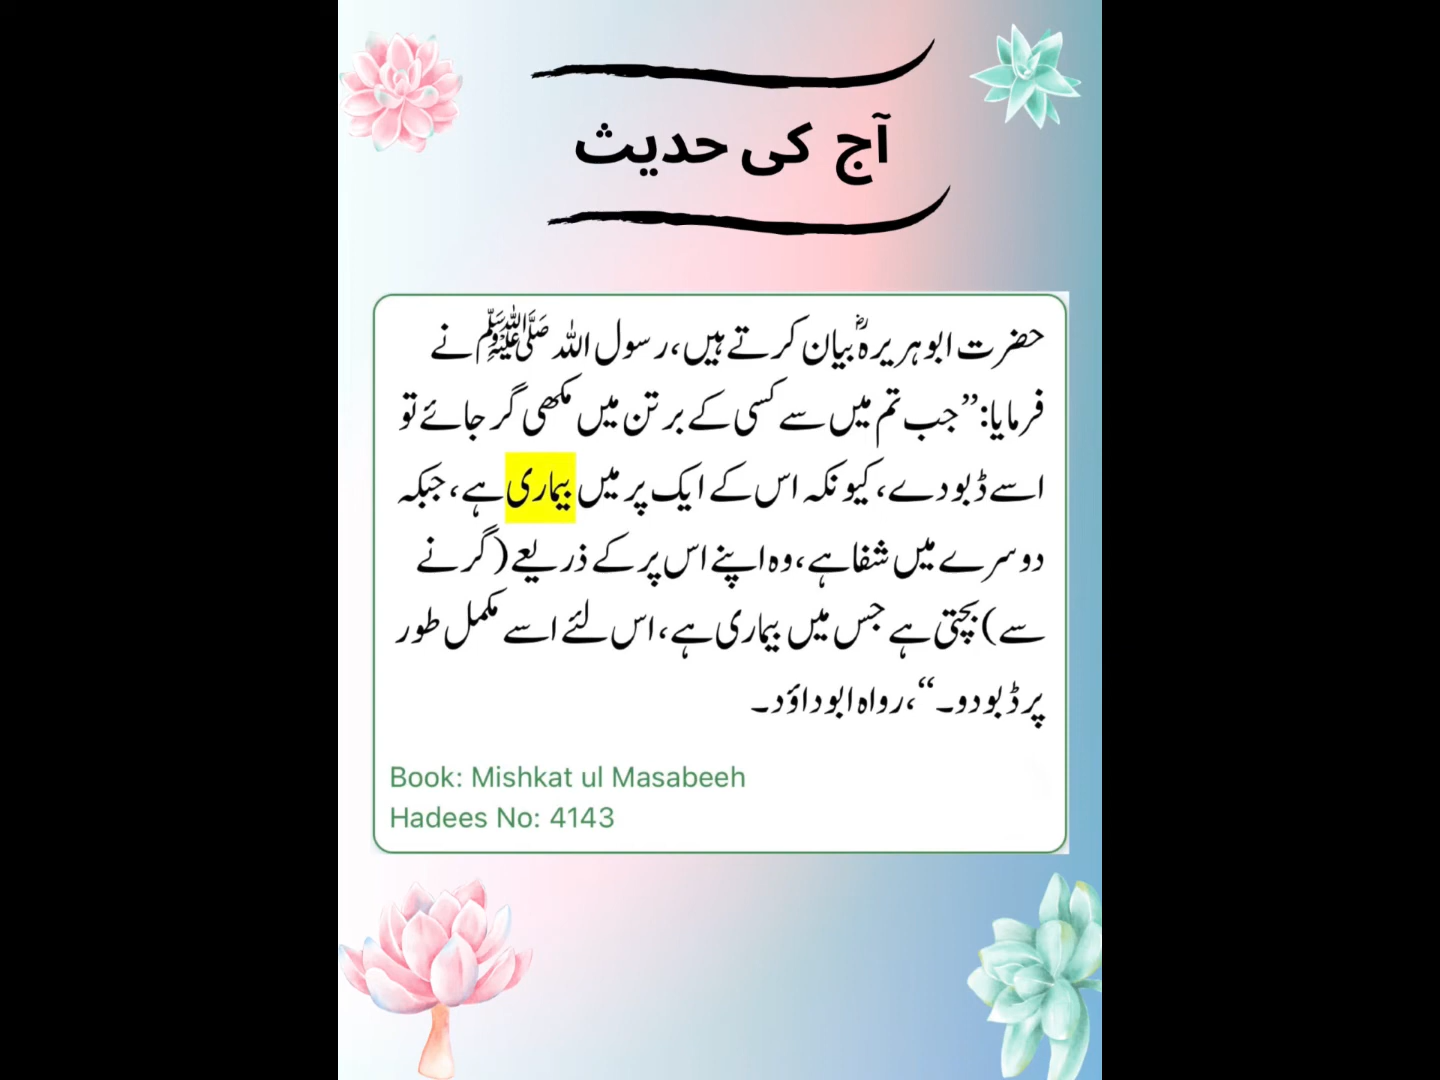 آج کی حدیث
حضرت ابوہریرہؓ بیان کرتے ہیں، رسول اللہ ﷺ نے
فرمایا: ’’جب تم میں سے کسی کے برتن میں مکھی گر جائے تو
اسے ڈبو دے، کیونکہ اس کے ایک پر میں بیماری ہے، جبکہ
دوسرے میں شفا ہے، وہ اپنے اس پر کے ذریعے (گرنے
سے) بچتی ہے جس میں بیماری ہے، اس لئے اسے مکمل طور
پر ڈبو دو۔‘‘، رواہ ابوداؤد۔
Book: Mishkat ul Masabeeh
Hadees No: 4143